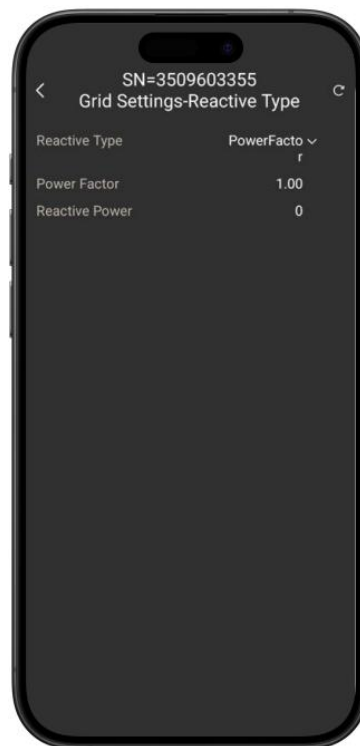 SN=3509603355
Grid Settings-Reactive Type
Reactive Type PowerFacto
r
Power Factor 1.00
Reactive Power 0